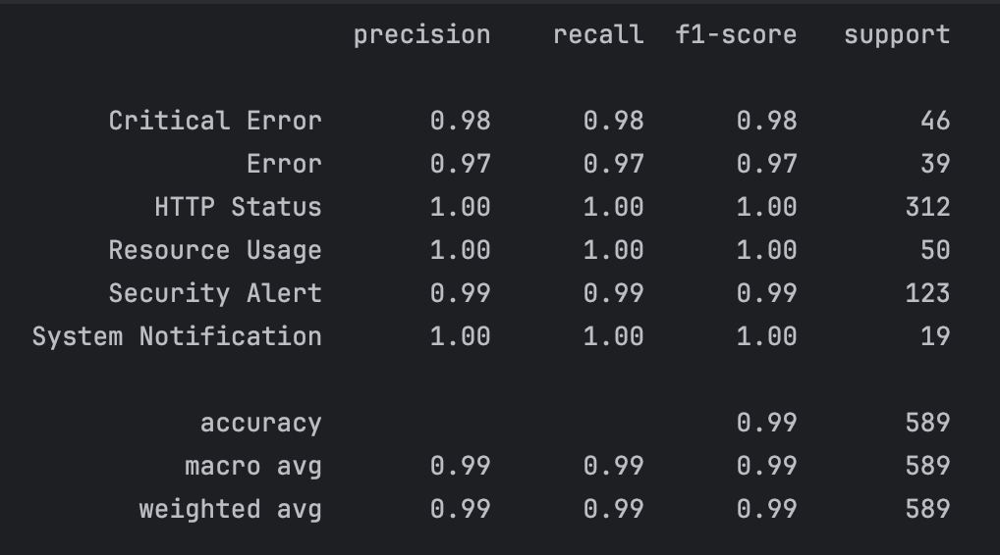 precision recall f1-score support
Critical Error 0.98 0.98 0.98 46
Error 0.97 0.97 0.97 39
HTTP Status 1.00 1.00 1.00 312
Resource Usage 1.00 1.00 1.00 50
Security Alert 0.99 0.99 0.99 123
System Notification 1.00 1.00 1.00 19
accuracy 0.99 589
macro avg 0.99 0.99 0.99 589
weighted avg 0.99 0.99 0.99 589